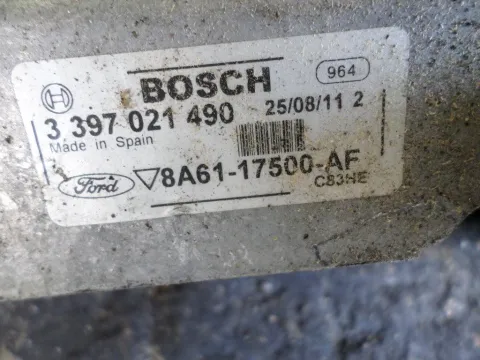 BOSCH
964
3 397 021 490 25/08/11 2
Made in Spain
Ford 8A61-17500-AF
C83HE